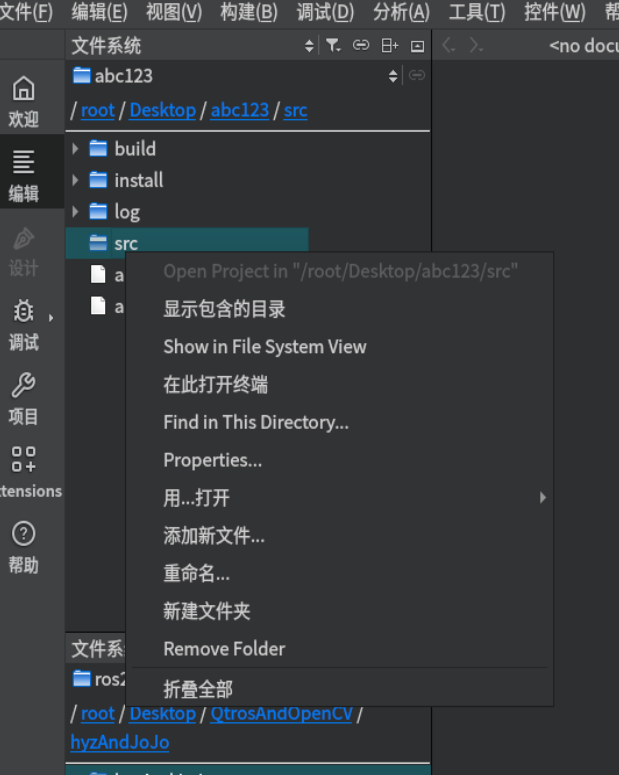 文件(F) 编辑(E) 视图(V) 构建(B) 调试(D) 分析(A) 工具(T) 控件(W) 帮
文件系统
<no docu
abc123
/ root / Desktop / abc123 / src
欢迎
编辑
设计
调试
项目
tensions
帮助
build
install
log
src
a
a
Open Project in "/root/Desktop/abc123/src"
显示包含的目录
Show in File System View
在此打开终端
Find in This Directory...
Properties...
用...打开
添加新文件...
重命名...
新建文件夹
Remove Folder
折叠全部
文件系
ros2
/ root / Desktop / QtrosAndOpenCV /
hyzAndJoJo